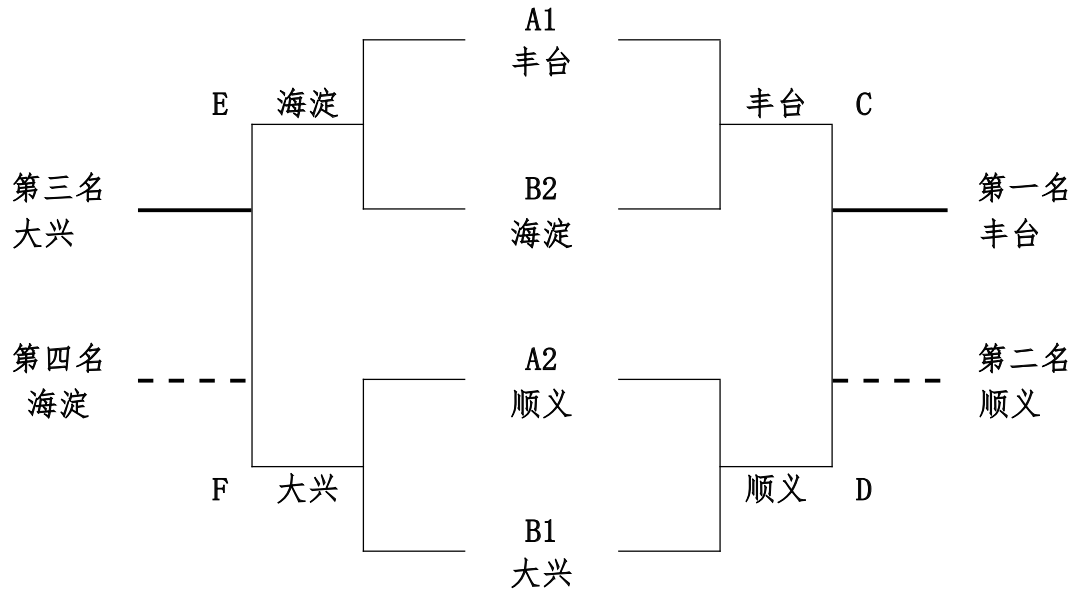 A1
丰台
E 海淀
丰台 C
第三名
大兴
B2
海淀
第一名
丰台
第四名
海淀
A2
顺义
第二名
顺义
F 大兴
顺义 D
B1
大兴